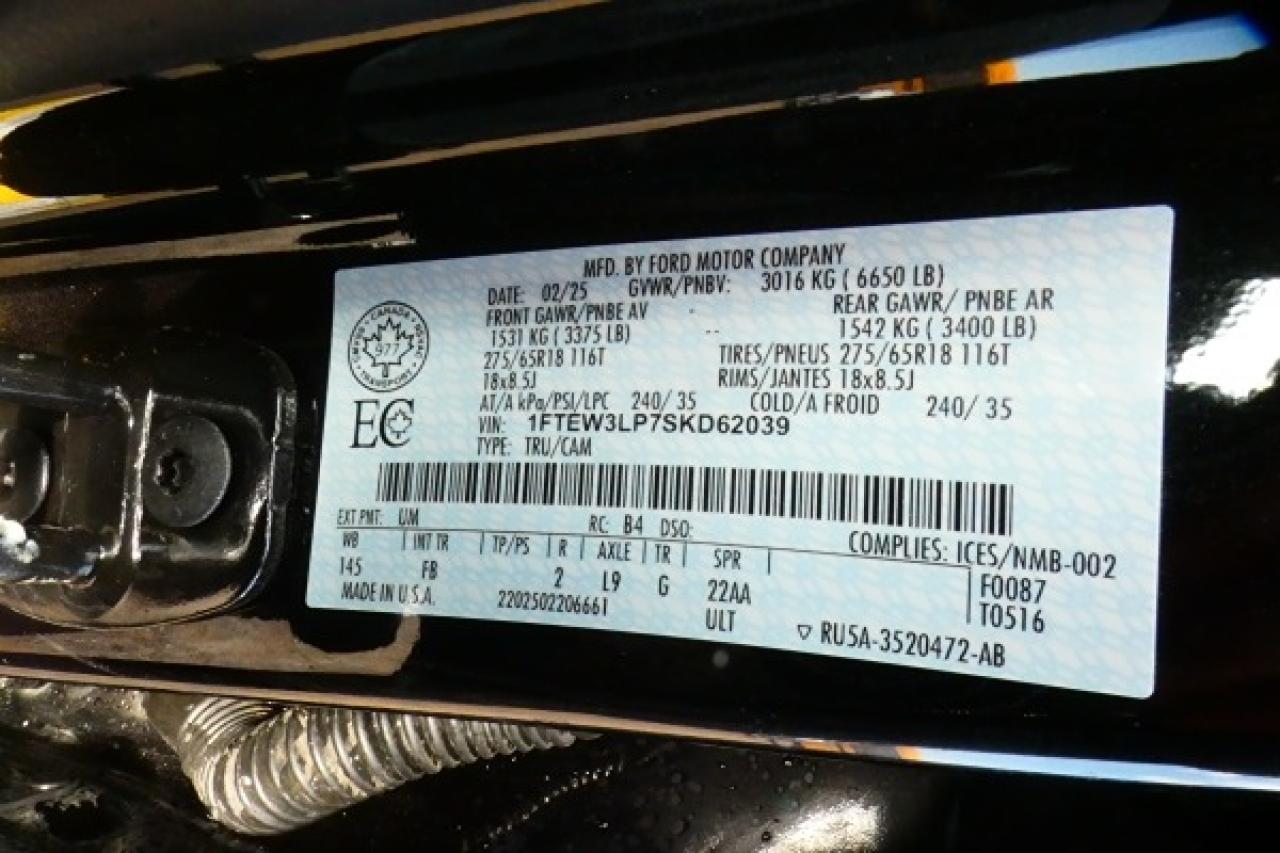 MFD. BY FORD MOTOR COMPANY
DATE: 02/25 GVWR/PNBV: 3016 KG ( 6650 LB)
FRONT GAWR/PNBE AV REAR GAWR/ PNBE AR
1531 KG ( 3375 LB) -- 1542 KG ( 3400 LB)
275/65R18 116T TIRES/PNEUS 275/65R18 116T
18x8.5J RIMS/JANTES 18x8.5J
AT/A kPa/PSI/LPC 240/ 35 COLD/A FROID 240/ 35
VIN: 1FTEW3LP7SKD62039
TYPE: TRU/CAM
CANADA
977
TRANSPORT
EC
EXT PNT: UM RC: B4 DSO:
WB | INT TR | TP/PS | R | AXLE | TR | SPR |
COMPLIES: ICES/NMB-002
145 FB 2 L9 G 22AA F0087
MADE IN U.S.A. 2202502206661 ULT T0516
▽ RU5A-3520472-AB